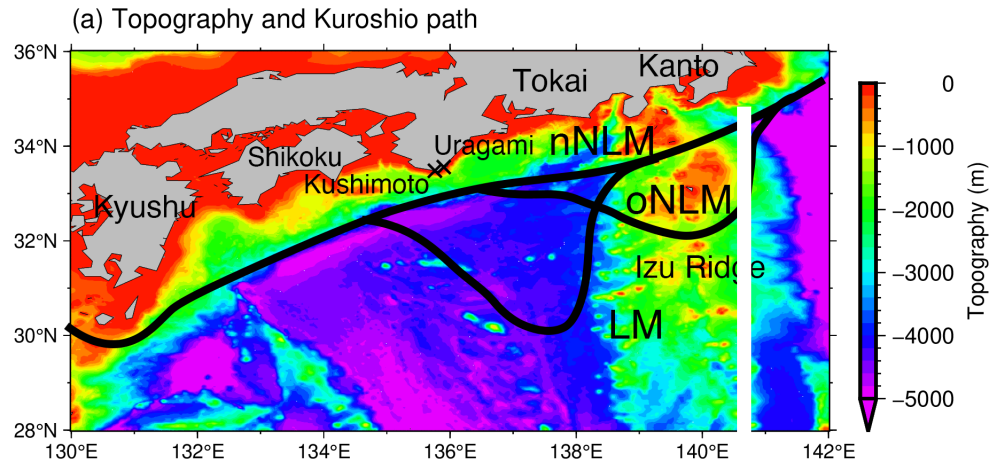 (a) Topography and Kuroshio path
36°N
34°N
32°N
30°N
28°N
130°E
132°E
134°E
136°E
138°E
140°E
142°E
Kanto
Tokai
Uragami
nNLM
Shikoku
Kushimoto
Kyushu
oNLM
Izu Ridge
LM
0
−1000
−2000
−3000
−4000
−5000
Topography (m)